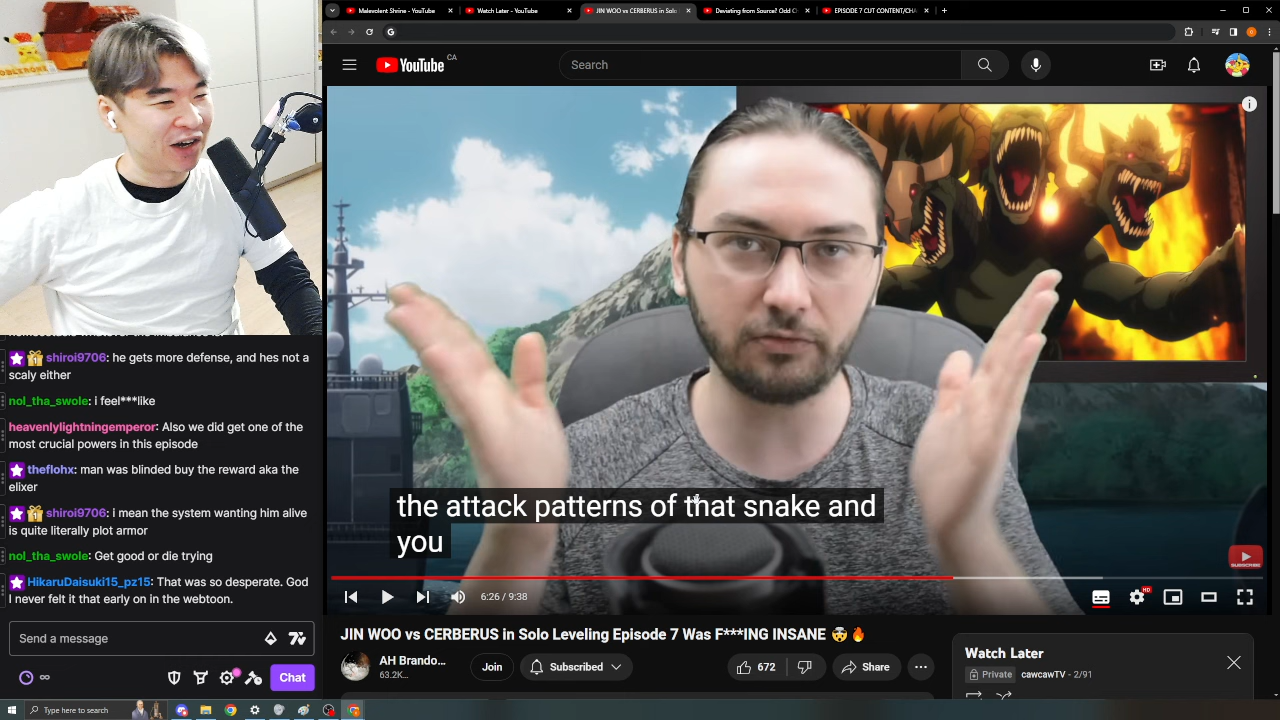 Malevolent Shrine - YouTube
Watch Later - YouTube
JIN WOO vs CERBERUS in Solo
Deviating from Source? Odd C
EPISODE 7 CUT CONTENT/CHA
YouTube CA
Search
the attack patterns of that snake and
you
SUBSCRIBE
6:26 / 9:38
HD
JIN WOO vs CERBERUS in Solo Leveling Episode 7 Was F***ING INSANE 🤯🔥
AH Brando...
63.2K...
Join
Subscribed
672
Share
Watch Later
Private
cawcawTV - 2/91
shiroi9706: he gets more defense, and hes not a
scaly either
nol_tha_swole: i feel***like
heavenlylightningemperor: Also we did get one of the
most crucial powers in this episode
theflohx: man was blinded buy the reward aka the
elixer
shiroi9706: i mean the system wanting him alive
is quite literally plot armor
nol_tha_swole: Get good or die trying
HikaruDaisuki15_pz15: That was so desperate. God
I never felt it that early on in the webtoon.
Send a message
Chat
Type here to search